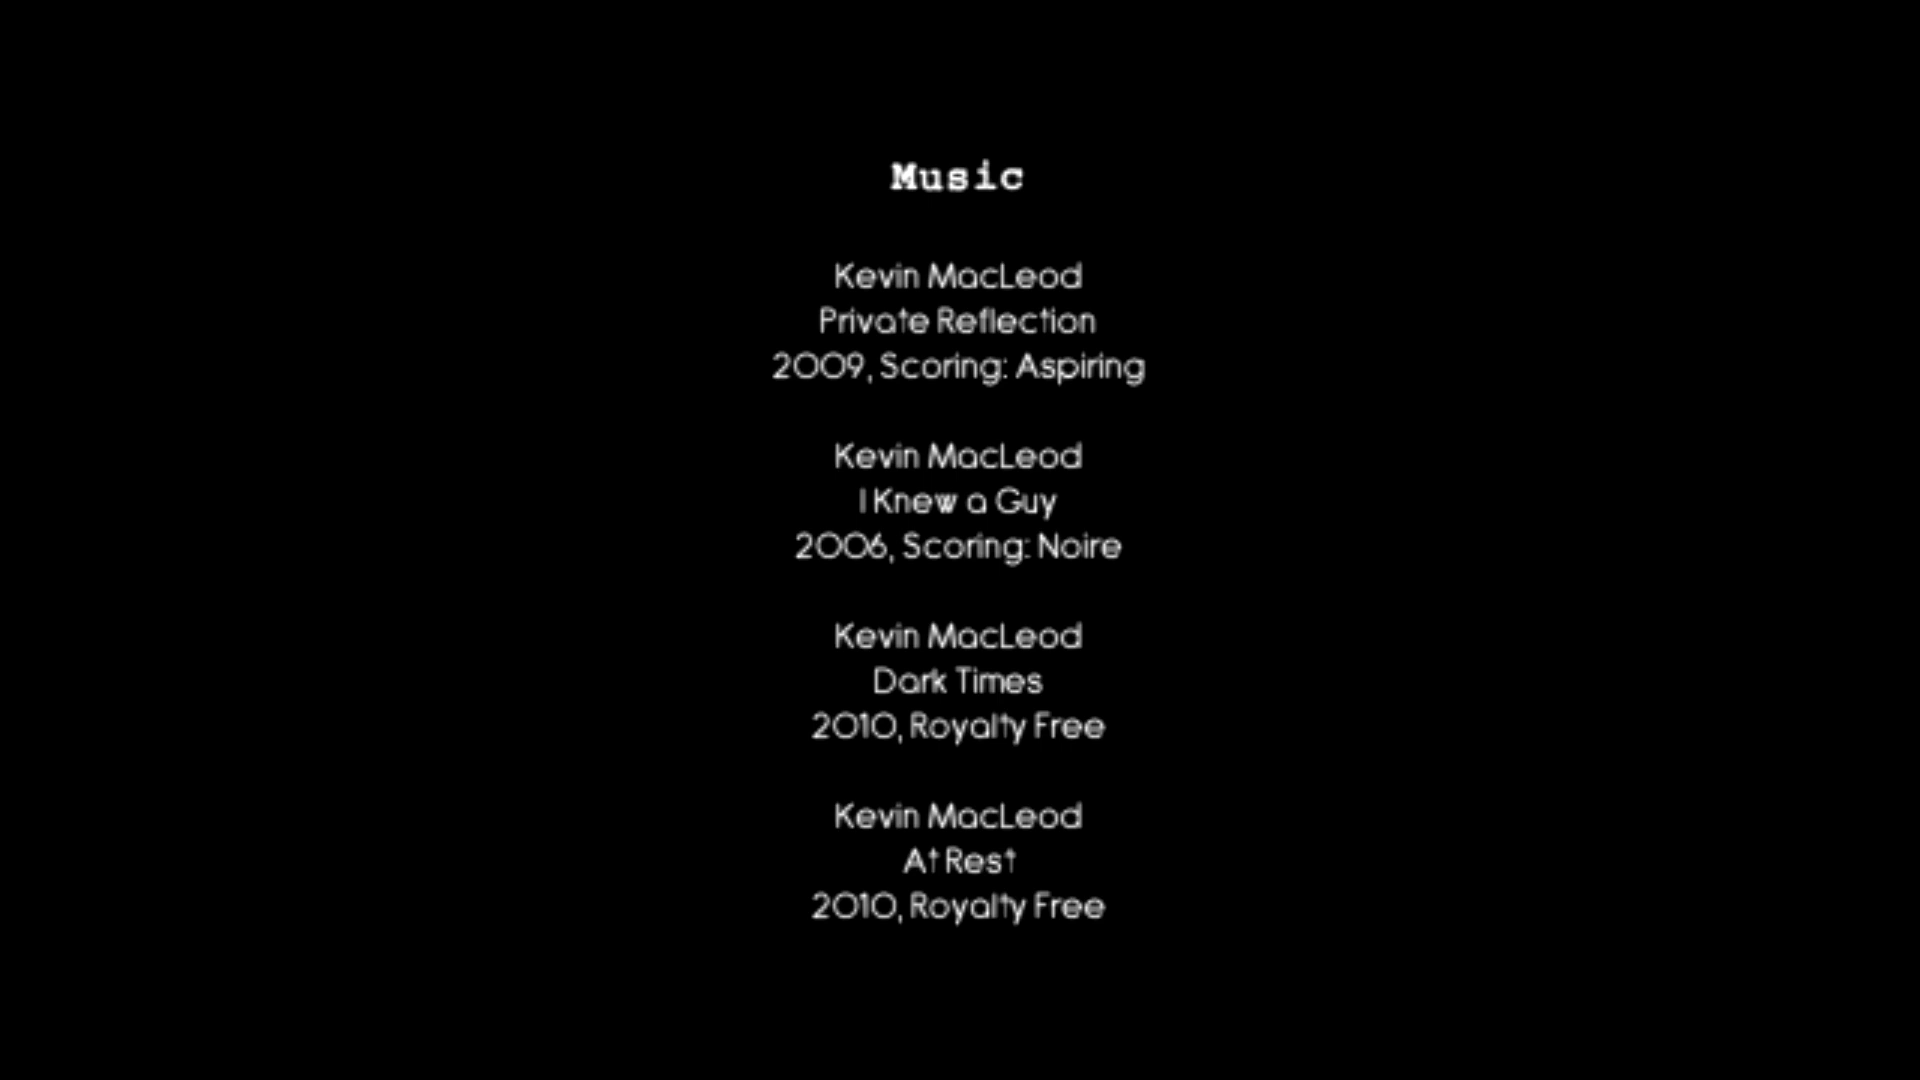 Music
Kevin MacLeod
Private Reflection
2009, Scoring: Aspiring
Kevin MacLeod
I Knew a Guy
2006, Scoring: Noire
Kevin MacLeod
Dark Times
2010, Royalty Free
Kevin MacLeod
At Rest
2010, Royalty Free